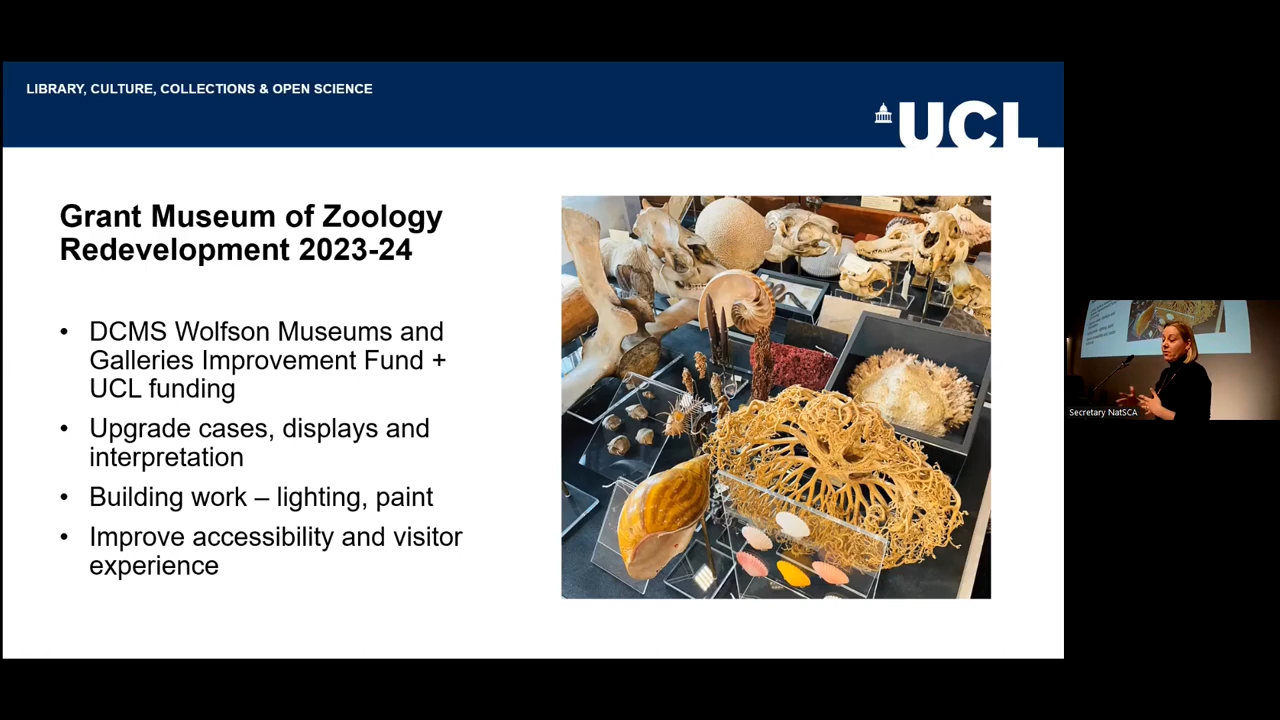 LIBRARY, CULTURE, COLLECTIONS & OPEN SCIENCE
UCL
Grant Museum of Zoology
Redevelopment 2023-24
• DCMS Wolfson Museums and
Galleries Improvement Fund +
UCL funding
• Upgrade cases, displays and
interpretation
• Building work – lighting, paint
• Improve accessibility and visitor
experience
Secretary NatSCA